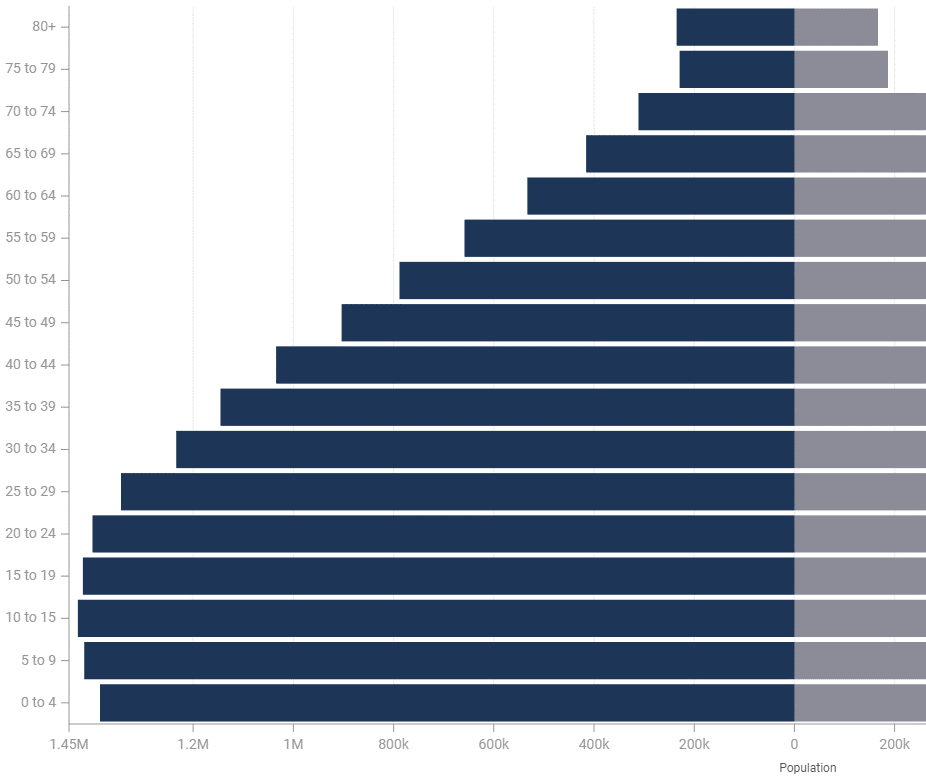 80+
75 to 79
70 to 74
65 to 69
60 to 64
55 to 59
50 to 54
45 to 49
40 to 44
35 to 39
30 to 34
25 to 29
20 to 24
15 to 19
10 to 15
5 to 9
0 to 4
1.45M 1.2M 1M 800k 600k 400k 200k 0 200k
Population